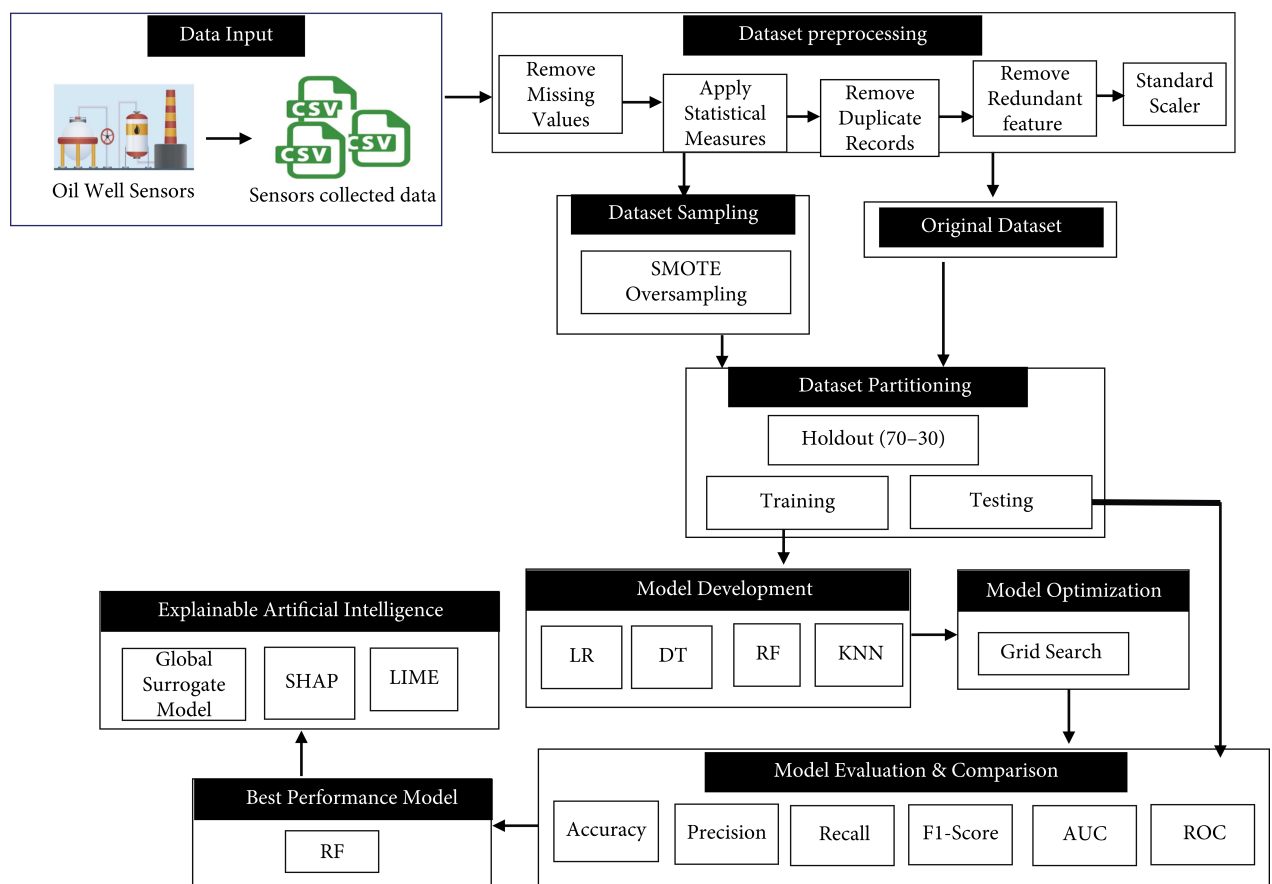 Data Input
CSV
CSV
CSV
Oil Well Sensors
Sensors collected data
Dataset preprocessing
Remove
Missing
Values
Apply
Statistical
Measures
Remove
Duplicate
Records
Remove
Redundant
feature
Standard
Scaler
Dataset Sampling
SMOTE
Oversampling
Original Dataset
Dataset Partitioning
Holdout (70–30)
Training
Testing
Model Development
LR
DT
RF
KNN
Model Optimization
Grid Search
Explainable Artificial Intelligence
Global
Surrogate
Model
SHAP
LIME
Model Evaluation & Comparison
Accuracy
Precision
Recall
F1-Score
AUC
ROC
Best Performance Model
RF